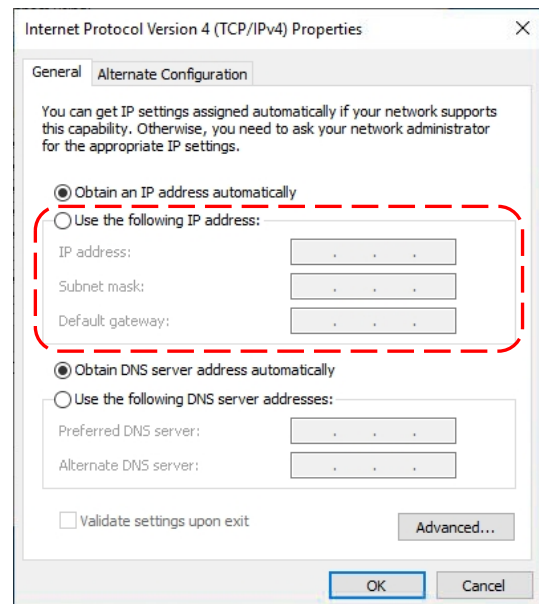 Internet Protocol Version 4 (TCP/IPv4) Properties
General
Alternate Configuration
You can get IP settings assigned automatically if your network supports
this capability. Otherwise, you need to ask your network administrator
for the appropriate IP settings.
Obtain an IP address automatically
Use the following IP address:
IP address:
Subnet mask:
Default gateway:
Obtain DNS server address automatically
Use the following DNS server addresses:
Preferred DNS server:
Alternate DNS server:
Validate settings upon exit
Advanced...
OK
Cancel